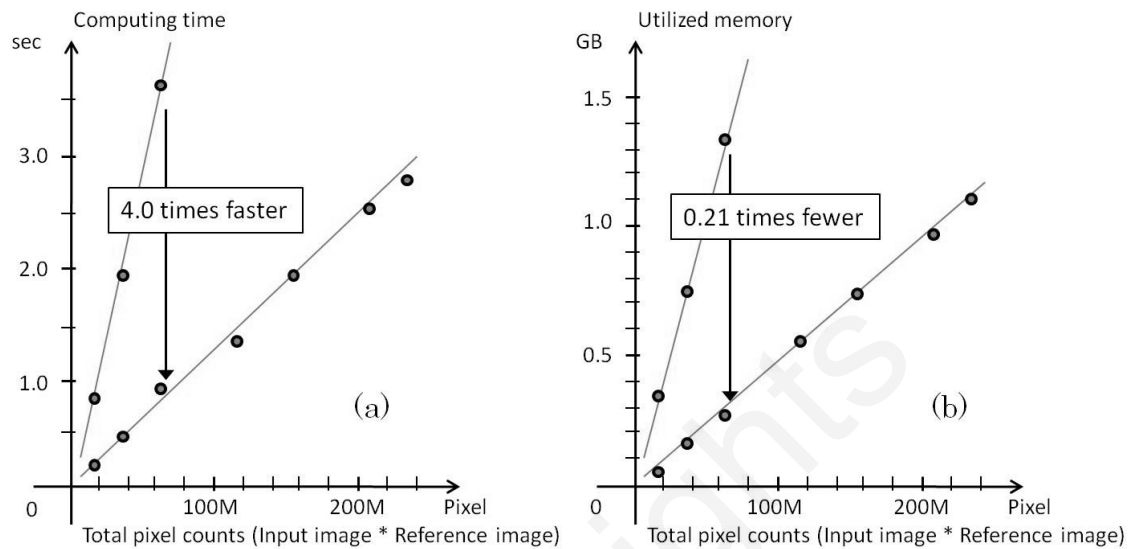 Computing time
sec
3.0
2.0
1.0
0
4.0 times faster
(a)
100M
200M
Pixel
Total pixel counts (Input image * Reference image)
Utilized memory
GB
1.5
1.0
0.5
0
0.21 times fewer
(b)
100M
200M
Pixel
Total pixel counts (Input image * Reference image)